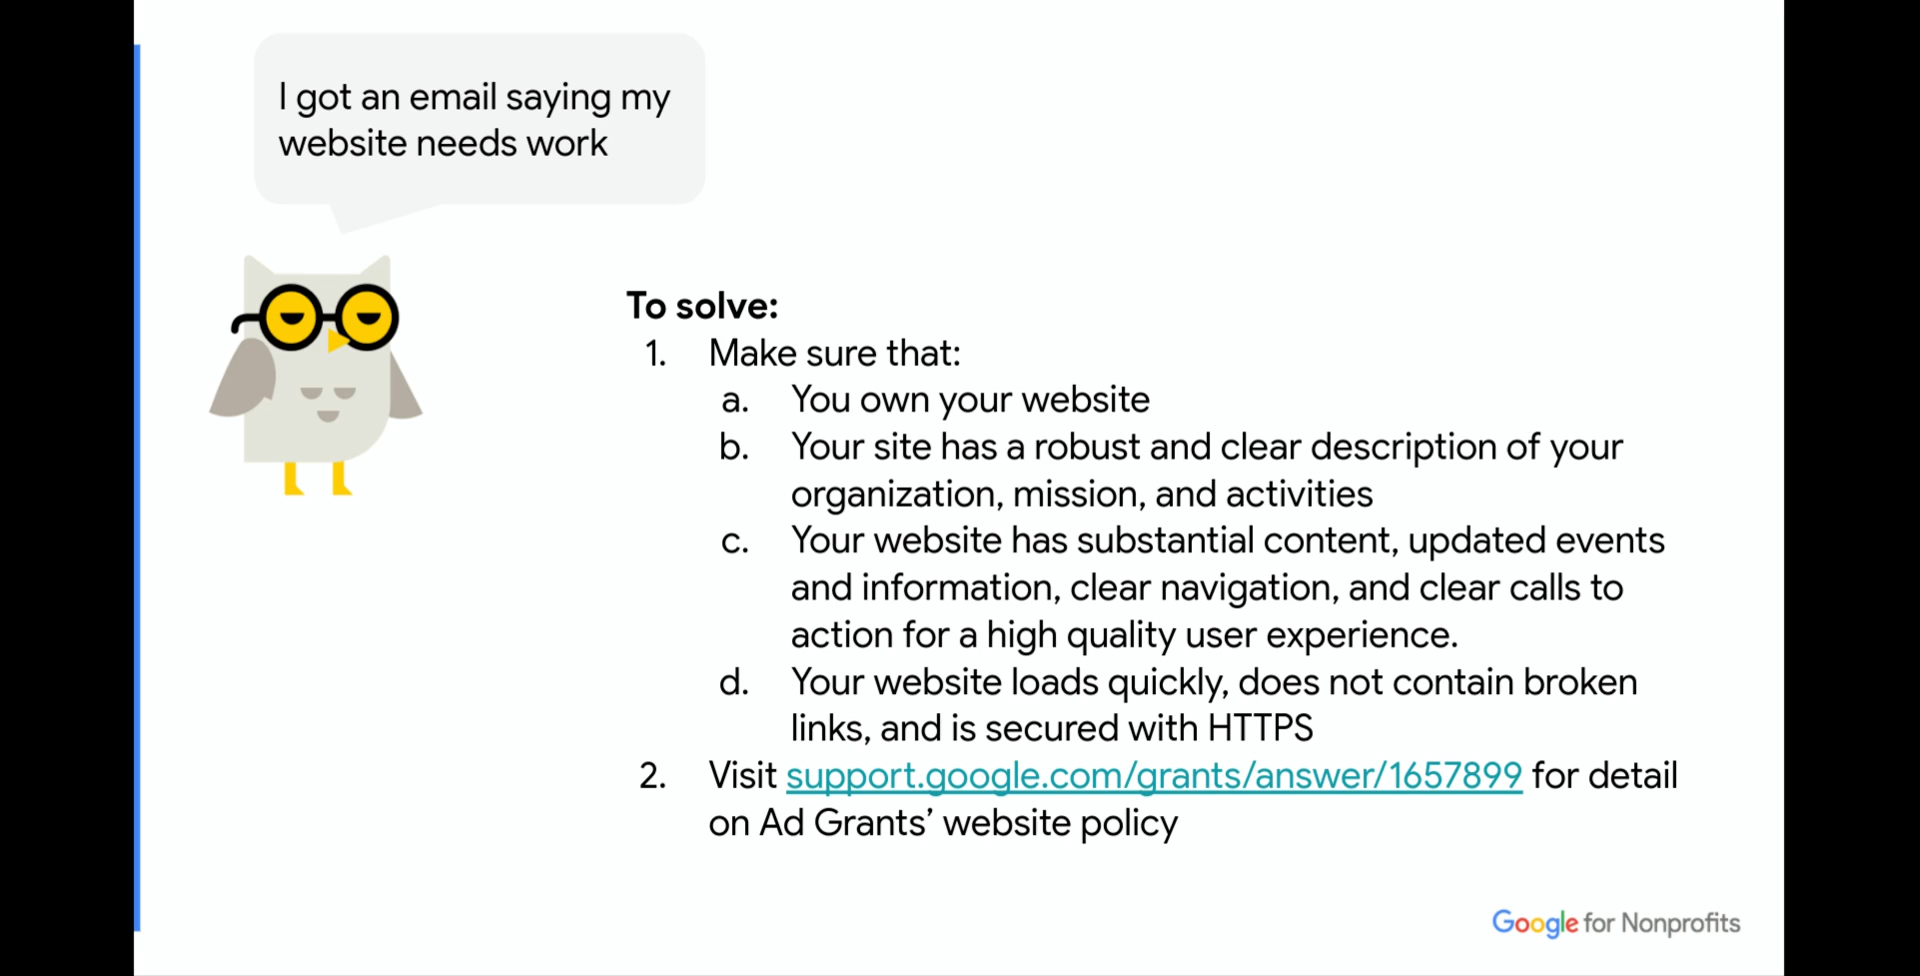 I got an email saying my
website needs work
To solve:
1. Make sure that:
a. You own your website
b. Your site has a robust and clear description of your
organization, mission, and activities
c. Your website has substantial content, updated events
and information, clear navigation, and clear calls to
action for a high quality user experience.
d. Your website loads quickly, does not contain broken
links, and is secured with HTTPS
2. Visit support.google.com/grants/answer/1657899 for detail
on Ad Grants’ website policy
Google for Nonprofits